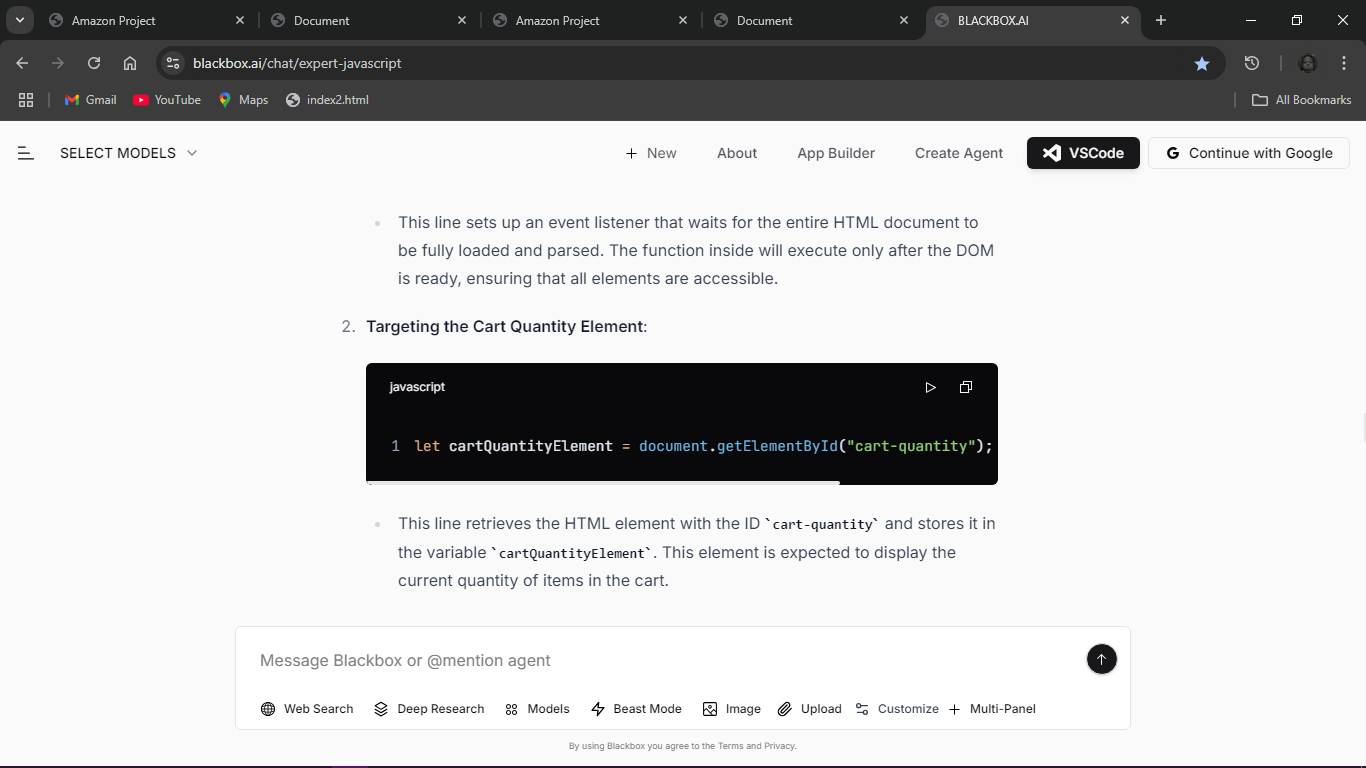 Amazon Project
Document
Amazon Project
Document
BLACKBOX.AI
blackbox.ai/chat/expert-javascript
Gmail
YouTube
Maps
index2.html
All Bookmarks
SELECT MODELS
New
About
App Builder
Create Agent
VSCode
G Continue with Google
This line sets up an event listener that waits for the entire HTML document to
be fully loaded and parsed. The function inside will execute only after the DOM
is ready, ensuring that all elements are accessible.
2. Targeting the Cart Quantity Element:
javascript
1 let cartQuantityElement = document.getElementById("cart-quantity");
This line retrieves the HTML element with the ID `cart-quantity` and stores it in
the variable `cartQuantityElement`. This element is expected to display the
current quantity of items in the cart.
Message Blackbox or @mention agent
Web Search
Deep Research
Models
Beast Mode
Image
Upload
Customize
Multi-Panel
By using Blackbox you agree to the Terms and Privacy.